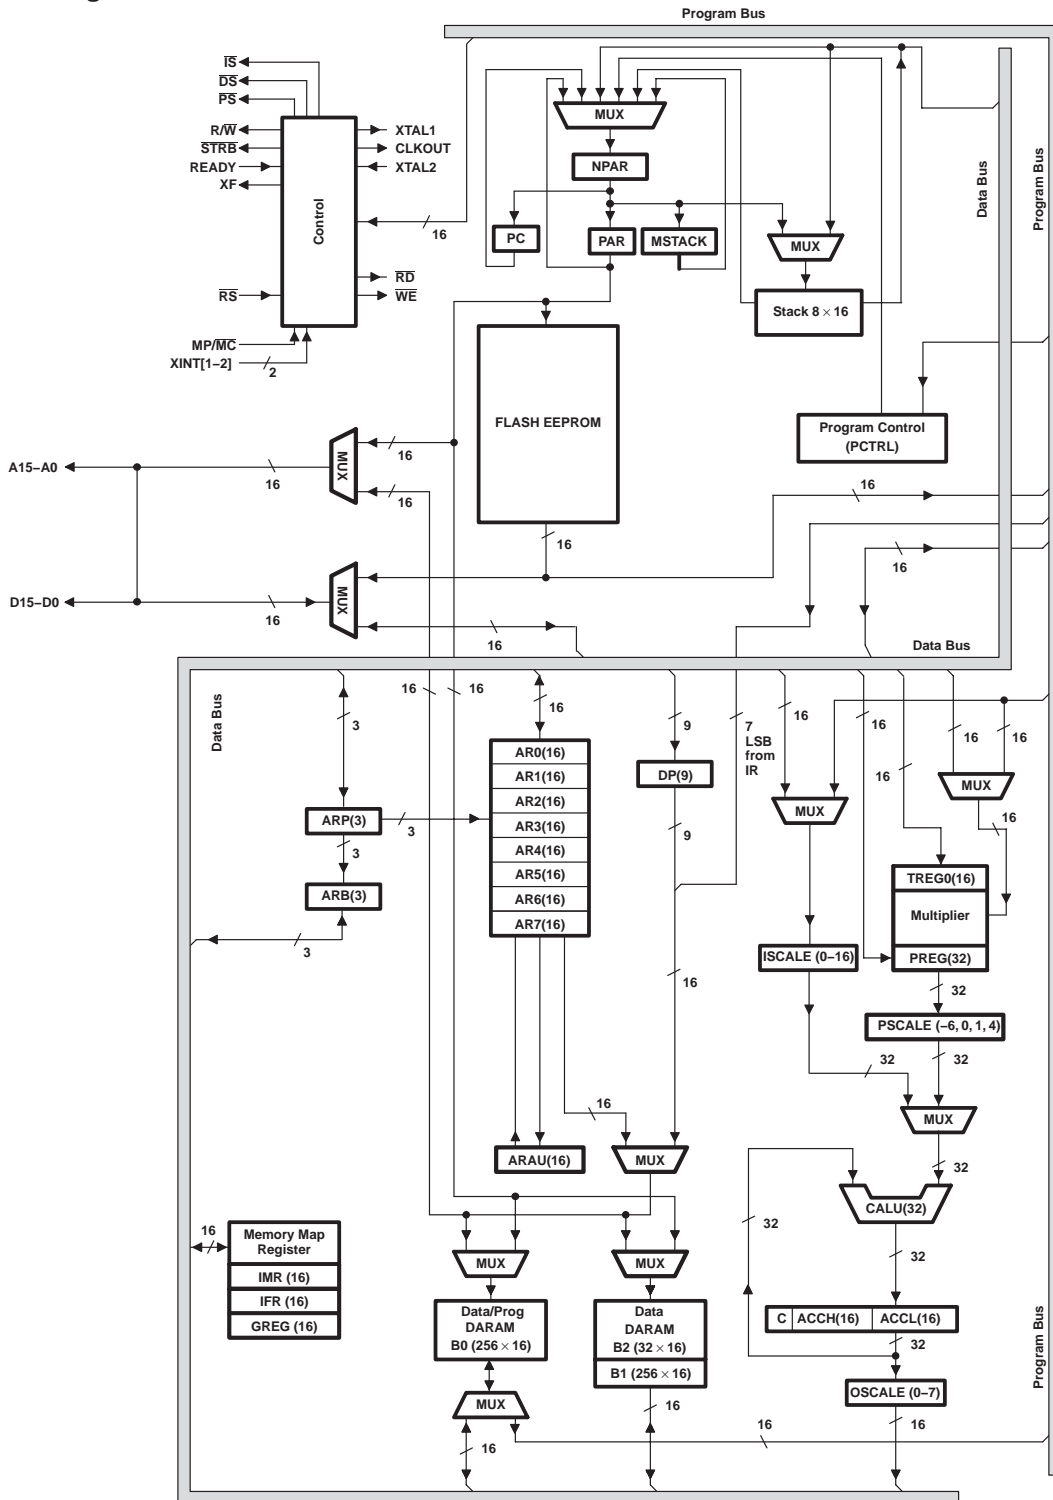 Program Bus
IS
DS
PS
R/W
STRB
READY
XF
XTAL1
CLKOUT
XTAL2
Control
16
RD
WE
RS
MP/MC
XINT[1–2]
2
MUX
NPAR
PC
PAR
MSTACK
MUX
Stack 8 × 16
Data Bus
Program Bus
FLASH EEPROM
Program Control
(PCTRL)
A15–A0
16
MUX
16
16
16
16
16
D15–D0
16
MUX
16
Data Bus
Data Bus
3
16
16
16
9
7
LSB
from
IR
16
16
16
16
16
AR0(16)
AR1(16)
AR2(16)
AR3(16)
AR4(16)
AR5(16)
AR6(16)
AR7(16)
DP(9)
9
MUX
MUX
16
ARP(3)
3
3
ARB(3)
3
TREG0(16)
Multiplier
PREG(32)
ISCALE (0–16)
16
32
PSCALE (–6, 0, 1, 4)
32
32
MUX
32
16
ARAU(16)
MUX
CALU(32)
32
32
16
Memory Map
Register
IMR (16)
IFR (16)
GREG (16)
MUX
MUX
Data/Prog
DARAM
B0 (256 × 16)
Data
DARAM
B2 (32 × 16)
B1 (256 × 16)
C
ACCH(16)
ACCL(16)
32
OSCALE (0–7)
MUX
16
16
16
16
Program Bus